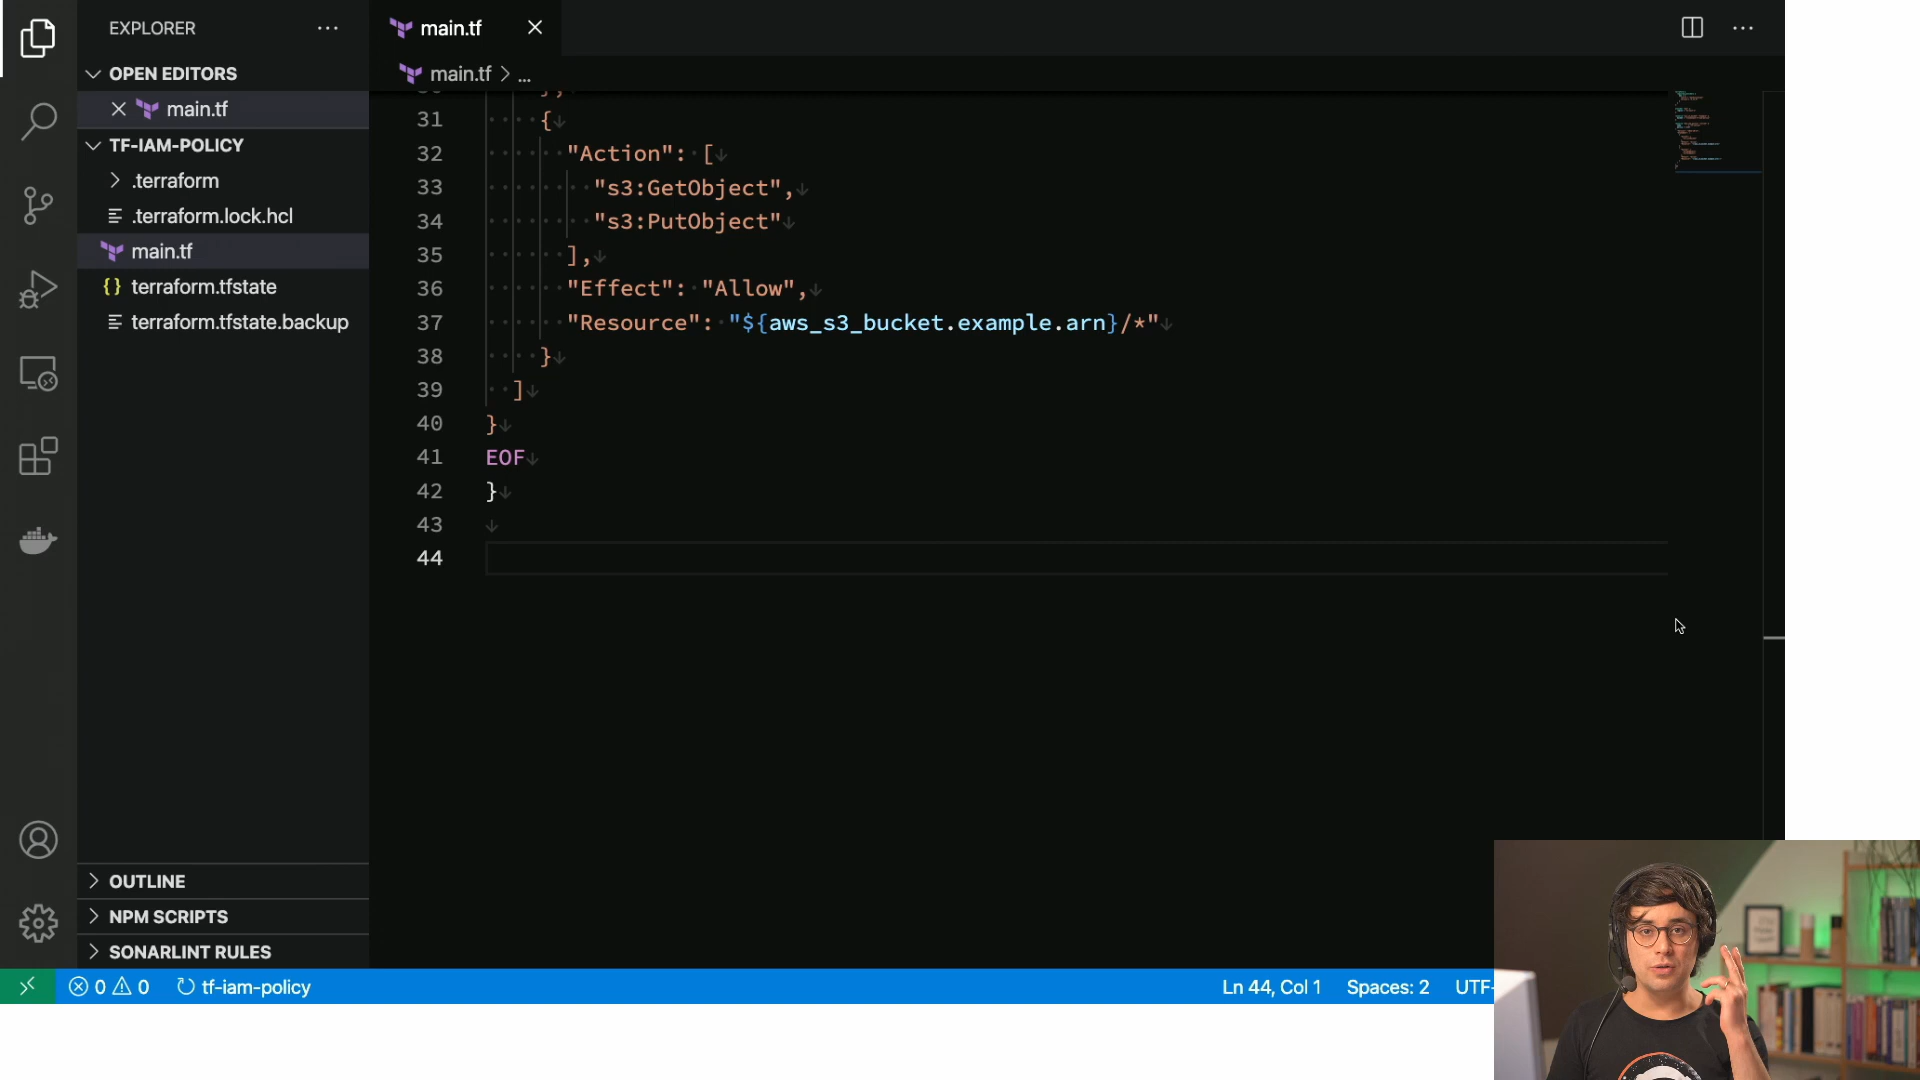 EXPLORER
OPEN EDITORS
main.tf
TF-IAM-POLICY
.terraform
.terraform.lock.hcl
main.tf
terraform.tfstate
terraform.tfstate.backup
OUTLINE
NPM SCRIPTS
SONARLINT RULES
main.tf
main.tf > ...
31 {
32 "Action": [
33 "s3:GetObject",
34 "s3:PutObject"
35 ],
36 "Effect": "Allow",
37 "Resource": "${aws_s3_bucket.example.arn}/*"
38 }
39 ]
40 }
41 EOF
42 }
43
44
0 0 tf-iam-policy Ln 44, Col 1 Spaces: 2 UTF-